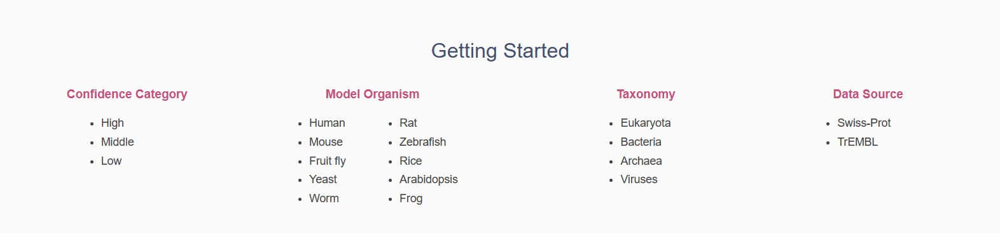 Getting Started
Confidence Category
High
Middle
Low
Model Organism
Human
Mouse
Fruit fly
Yeast
Worm
Rat
Zebrafish
Rice
Arabidopsis
Frog
Taxonomy
Eukaryota
Bacteria
Archaea
Viruses
Data Source
Swiss-Prot
TrEMBL